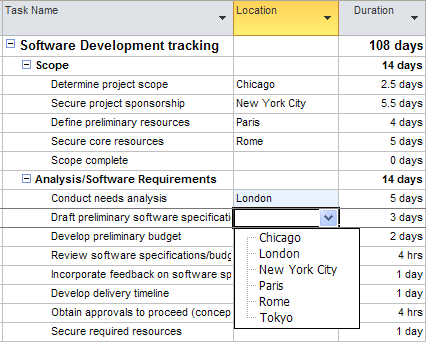 Task Name Location Duration
Software Development tracking 108 days
Scope 14 days
Determine project scope Chicago 2.5 days
Secure project sponsorship New York City 5.5 days
Define preliminary resources Paris 4 days
Secure core resources Rome 5 days
Scope complete 0 days
Analysis/Software Requirements 14 days
Conduct needs analysis London 5 days
Draft preliminary software specificati 3 days
Develop preliminary budget 2 days
Review software specifications/budg 4 hrs
Incorporate feedback on software sp 1 day
Develop delivery timeline 1 day
Obtain approvals to proceed (concep 4 hrs
Secure required resources 1 day
Chicago
London
New York City
Paris
Rome
Tokyo